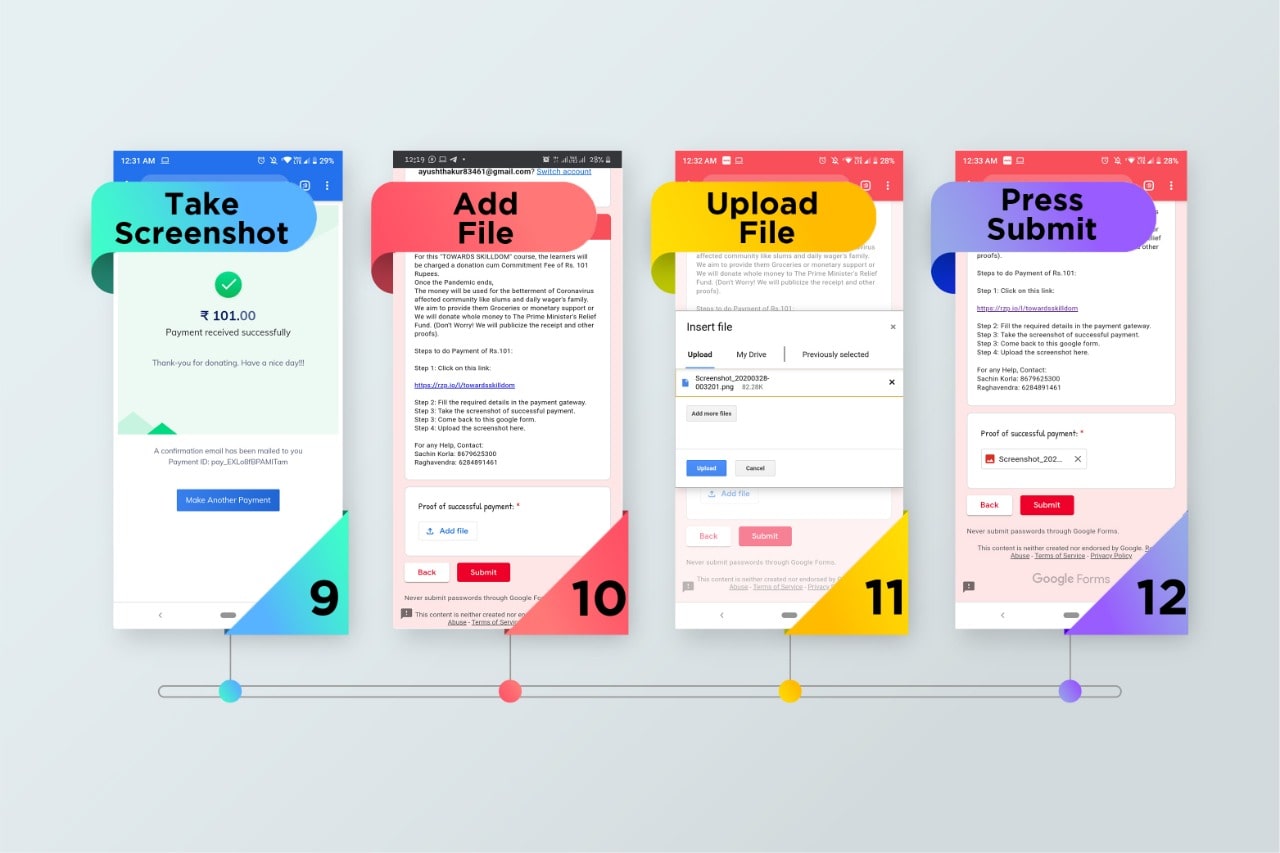 12:31 AM
29%
Take
Screenshot
₹ 101.00
Payment received successfully
Thank-you for donating. Have a nice day!!!
A confirmation email has been mailed to you
Payment ID: pay_EXLo8fBPAMITam
Make Another Payment
9
12:19
28%
ayushthakur83461@gmail.com? Switch account
Add
File
For this "TOWARDS SKILLDOM" course, the learners will
be charged a donation cum Commitment Fee of Rs. 101
Rupees.
Once the Pandemic ends,
The money will be used for the betterment of Coronavirus
affected community like slums and daily wager's family.
We aim to provide them Groceries or monetary support or
We will donate whole money to The Prime Minister's Relief
Fund. (Don't Worry! We will publicize the receipt and other
proofs).
Steps to do Payment of Rs.101:
Step 1: Click on this link:
https://rzp.io/l/towardsskilldom
Step 2: Fill the required details in the payment gateway.
Step 3: Take the screenshot of successful payment.
Step 3: Come back to this google form.
Step 4: Upload the screenshot here.
For any Help, Contact:
Sachin Korla: 8679625300
Raghavendra: 6284891461
Proof of successful payment: *
Add file
Back
Submit
Never submit passwords through Google
This content is neither created nor
Abuse - Terms of Service
10
12:32 AM
28%
Upload
File
affected community like slums and daily wager's family.
We aim to provide them Groceries or monetary support or
We will donate whole money to The Prime Minister's Relief
Fund. (Don't Worry! We will publicize the receipt and other
proofs).
Steps to do Payment of Rs.101:
Insert file
×
Upload
My Drive
Previously selected
Screenshot_20200328-
003201.png 82.28K
Add more files
Upload
Cancel
Add file
Back
Submit
Never submit passwords through Google Forms.
This content is neither created nor endorsed by
Abuse - Terms of Service -
11
12:33 AM
28%
Press
Submit
proofs).
Steps to do Payment of Rs.101:
Step 1: Click on this link:
https://rzp.io/l/towardsskilldom
Step 2: Fill the required details in the payment gateway.
Step 3: Take the screenshot of successful payment.
Step 3: Come back to this google form.
Step 4: Upload the screenshot here.
For any Help, Contact:
Sachin Korla: 8679625300
Raghavendra: 6284891461
Proof of successful payment: *
Screenshot_202...
Back
Submit
Never submit passwords through Google Forms.
This content is neither created nor endorsed by Google.
Abuse - Terms of Service - Privacy Policy
Google Forms
12